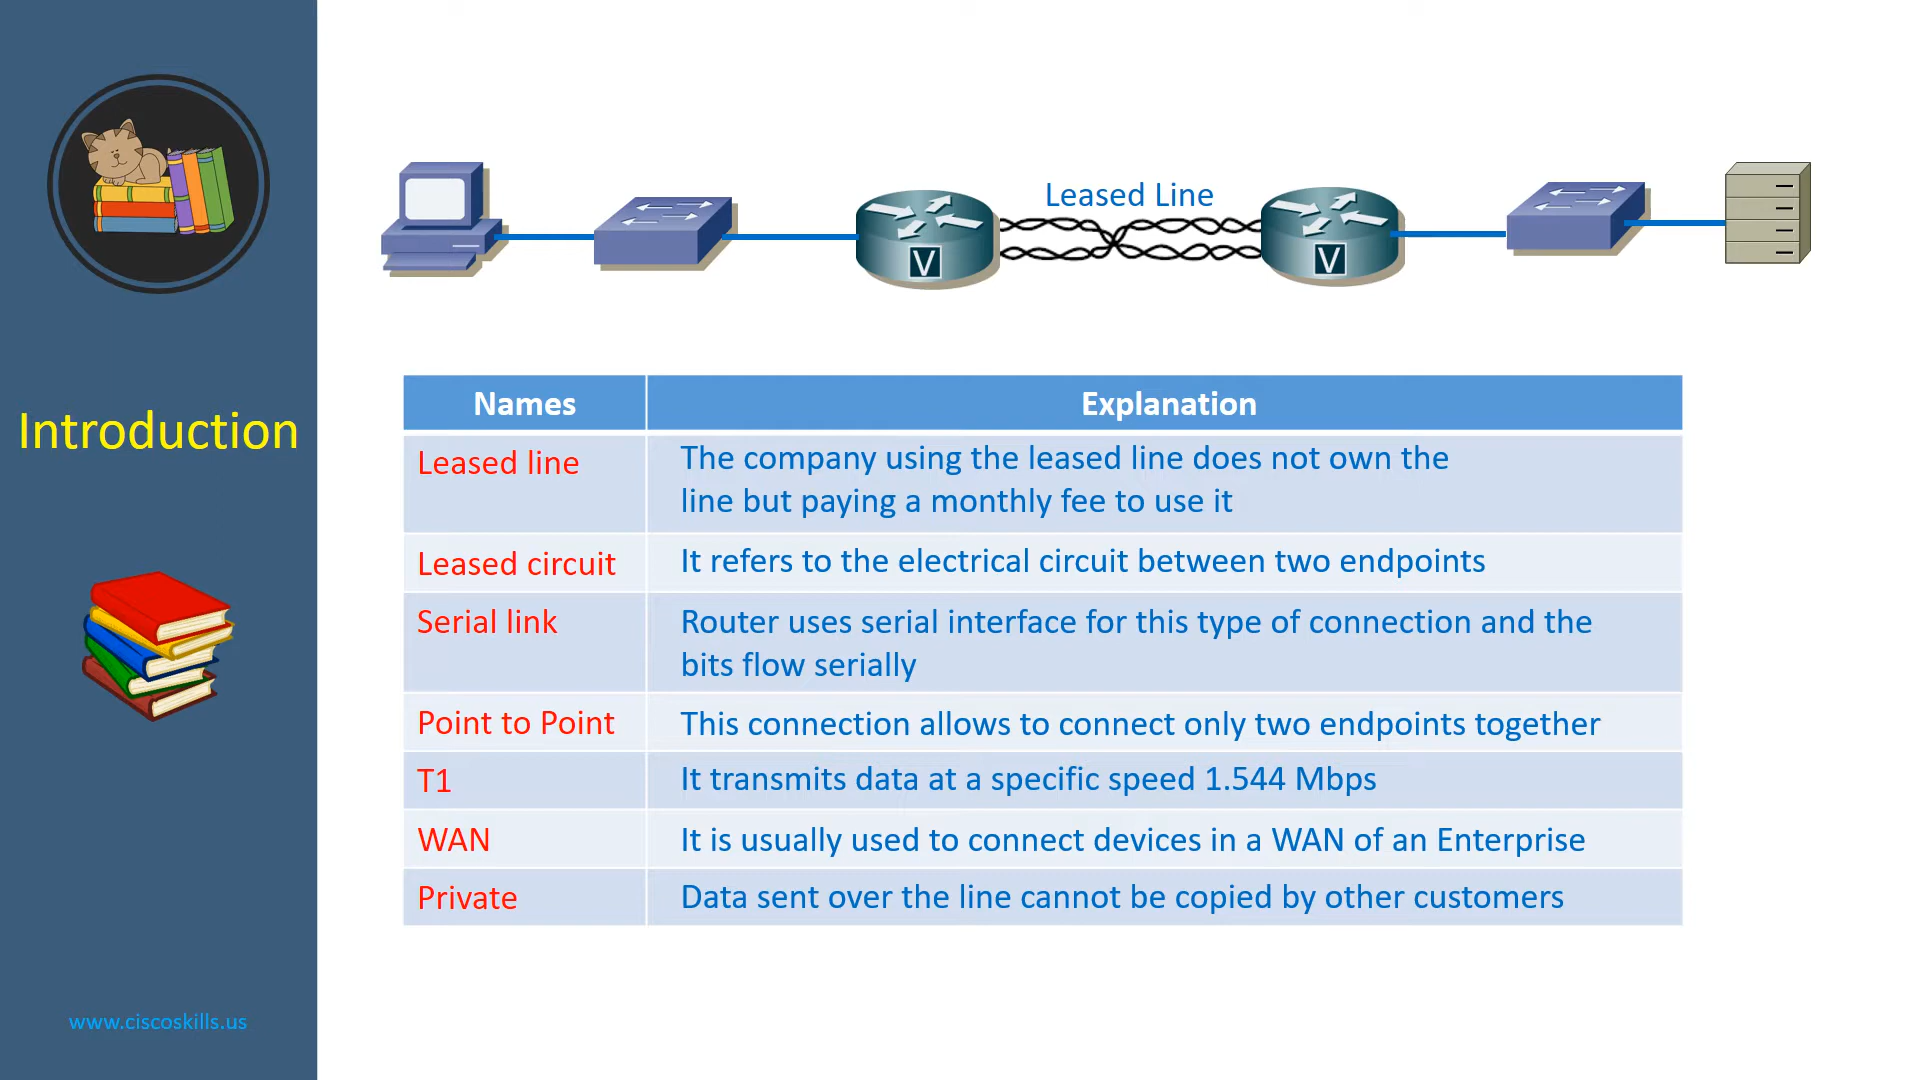 Leased Line
V
V
Introduction
Names
Explanation
Leased line
The company using the leased line does not own the
line but paying a monthly fee to use it
Leased circuit
It refers to the electrical circuit between two endpoints
Serial link
Router uses serial interface for this type of connection and the
bits flow serially
Point to Point
This connection allows to connect only two endpoints together
T1
It transmits data at a specific speed 1.544 Mbps
WAN
It is usually used to connect devices in a WAN of an Enterprise
Private
Data sent over the line cannot be copied by other customers
www.ciscoskills.us